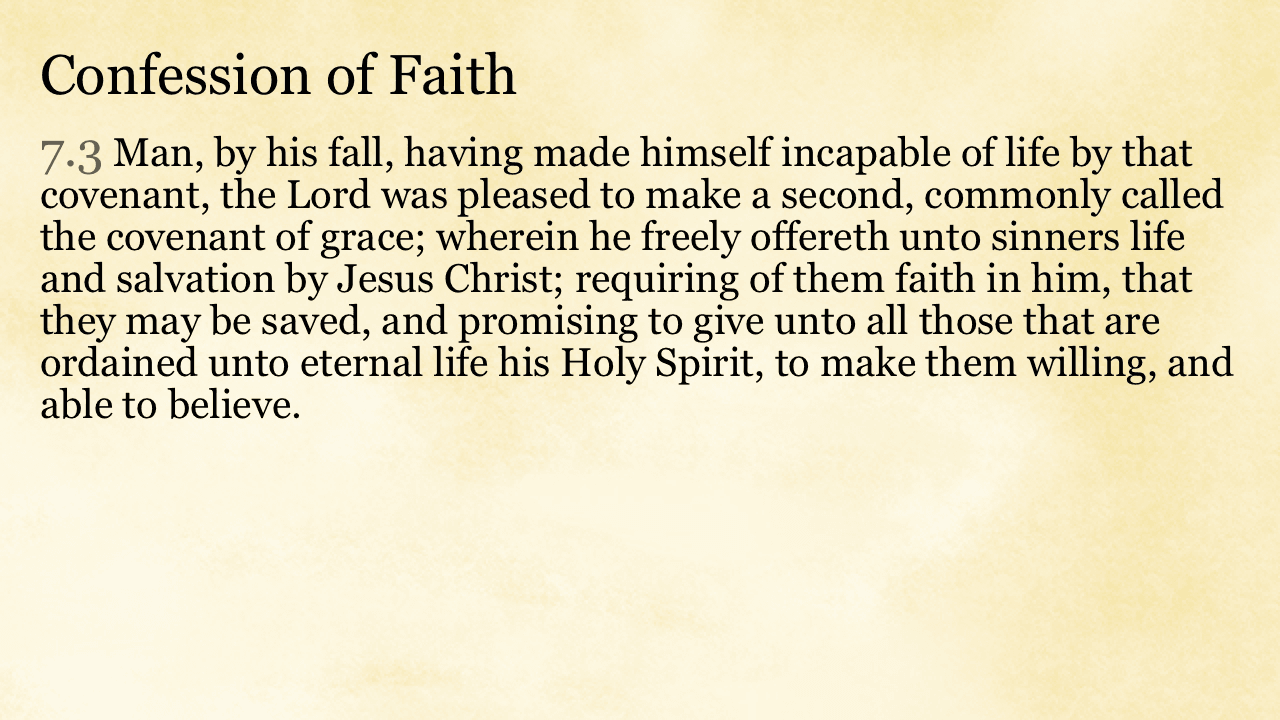 Confession of Faith
7.3 Man, by his fall, having made himself incapable of life by that
covenant, the Lord was pleased to make a second, commonly called
the covenant of grace; wherein he freely offereth unto sinners life
and salvation by Jesus Christ; requiring of them faith in him, that
they may be saved, and promising to give unto all those that are
ordained unto eternal life his Holy Spirit, to make them willing, and
able to believe.